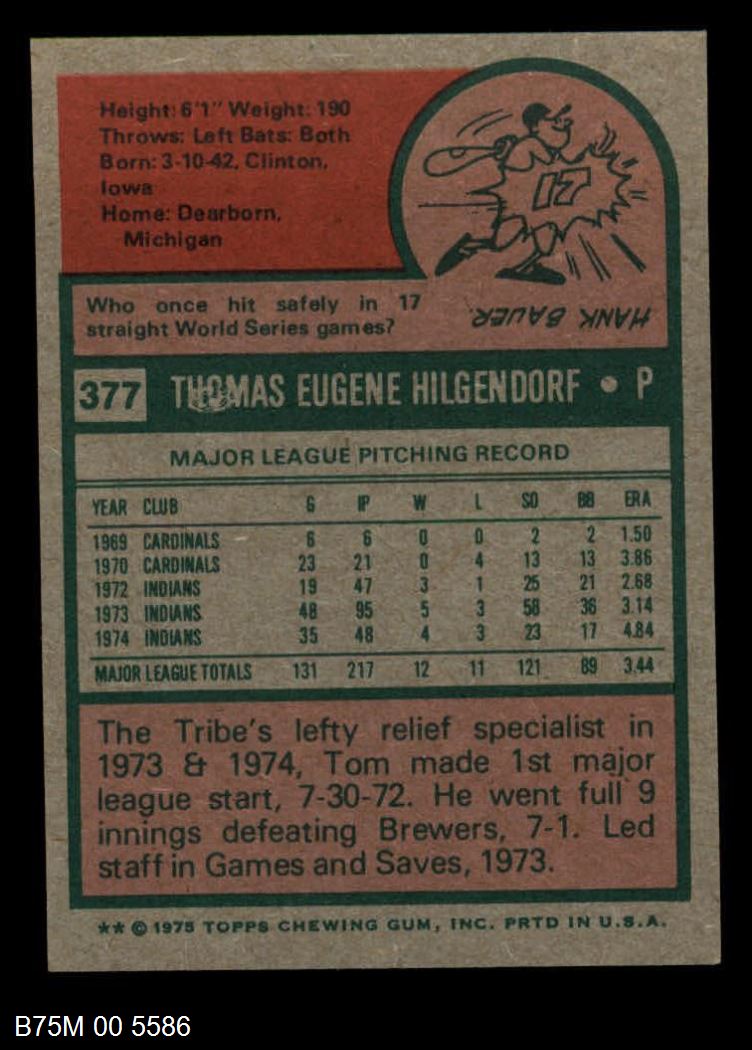 Height: 6'1" Weight: 190
Throws: Left Bats: Both
Born: 3-10-42, Clinton,
Iowa
Home: Dearborn,
Michigan
17
HANK BAUER
Who once hit safely in 17
straight World Series games?
377 THOMAS EUGENE HILGENDORF • P
MAJOR LEAGUE PITCHING RECORD
YEAR CLUB G IP W L SO BB ERA
1969 CARDINALS 6 6 0 0 2 2 1.50
1970 CARDINALS 23 21 0 4 13 13 3.86
1972 INDIANS 19 47 3 1 25 21 2.68
1973 INDIANS 48 95 5 3 58 36 3.14
1974 INDIANS 35 48 4 3 23 17 4.84
MAJOR LEAGUE TOTALS 131 217 12 11 121 89 3.44
The Tribe's lefty relief specialist in
1973 & 1974, Tom made 1st major
league start, 7-30-72. He went full 9
innings defeating Brewers, 7-1. Led
staff in Games and Saves, 1973.
** © 1975 TOPPS CHEWING GUM, INC. PRTD IN U.S.A.
B75M 00 5586